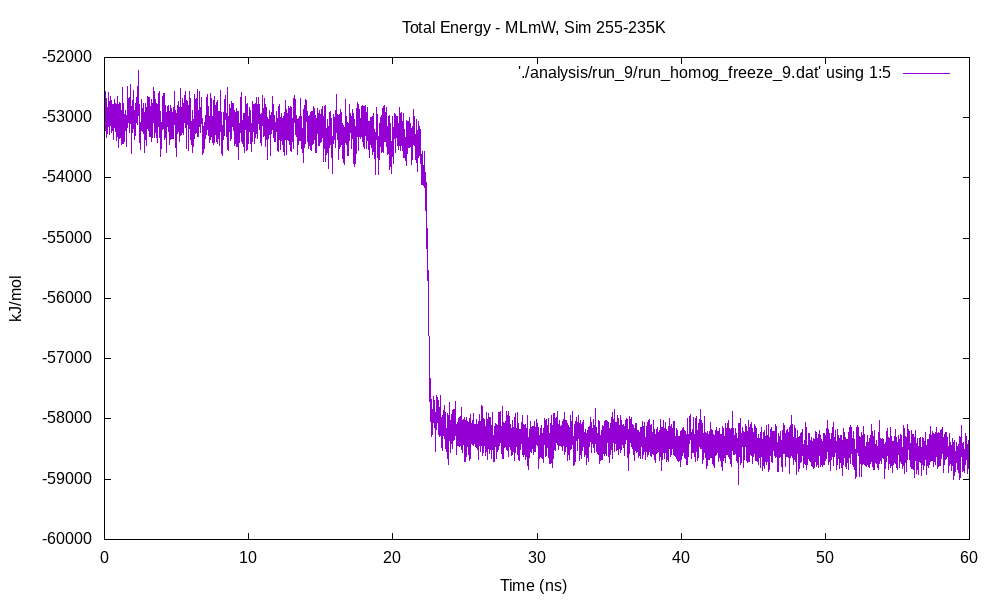 Total Energy - MLmW, Sim 255-235K
'./analysis/run_9/run_homog_freeze_9.dat' using 1:5
-52000
-53000
-54000
-55000
-56000
-57000
-58000
-59000
-60000
kJ/mol
0 10 20 30 40 50 60
Time (ns)